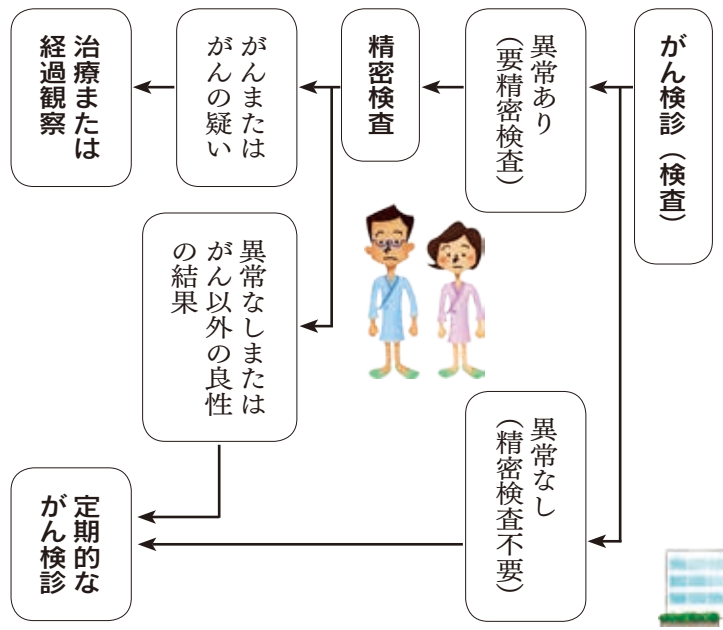 がん検診（検査）
異常あり
（要精密検査）
異常なし
（精密検査不要）
精密検査
がんまたは
がんの疑い
異常なしまたは
がん以外の良性
の結果
治療または
経過観察
定期的な
がん検診